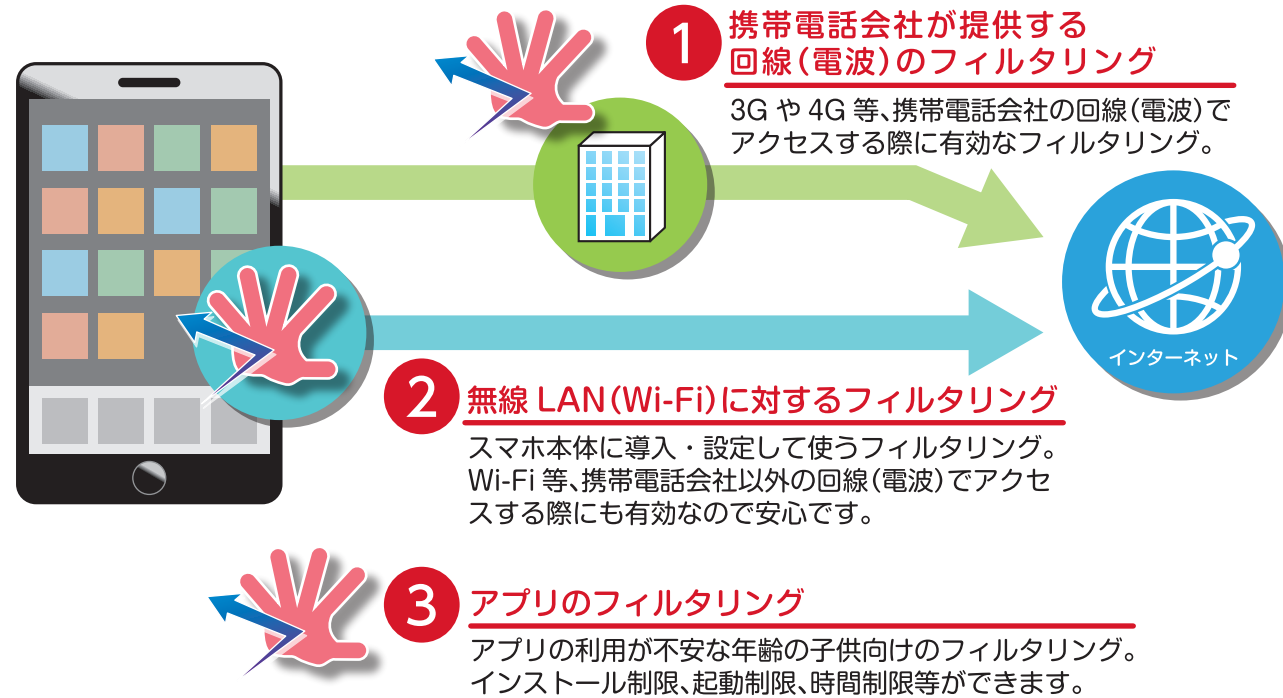 1 携帯電話会社が提供する
回線(電波)のフィルタリング
3G や 4G 等、携帯電話会社の回線(電波)で
アクセスする際に有効なフィルタリング。
インターネット
2 無線 LAN(Wi-Fi)に対するフィルタリング
スマホ本体に導入・設定して使うフィルタリング。
Wi-Fi 等、携帯電話会社以外の回線(電波)でアクセ
スする際にも有効なので安心です。
3 アプリのフィルタリング
アプリの利用が不安な年齢の子供向けのフィルタリング。
インストール制限、起動制限、時間制限等ができます。